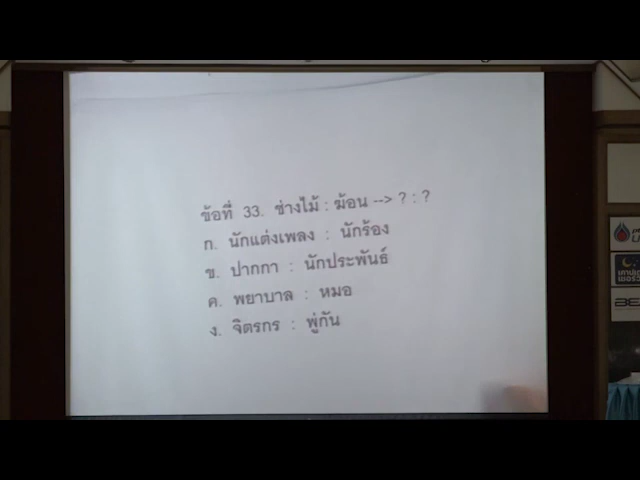 ข้อที่ 33. ช่างไม้ : ฆ้อน --> ? : ?
ก. นักแต่งเพลง : นักร้อง
ข. ปากกา : นักประพันธ์
ค. พยาบาล : หมอ
ง. จิตรกร : พู่กัน